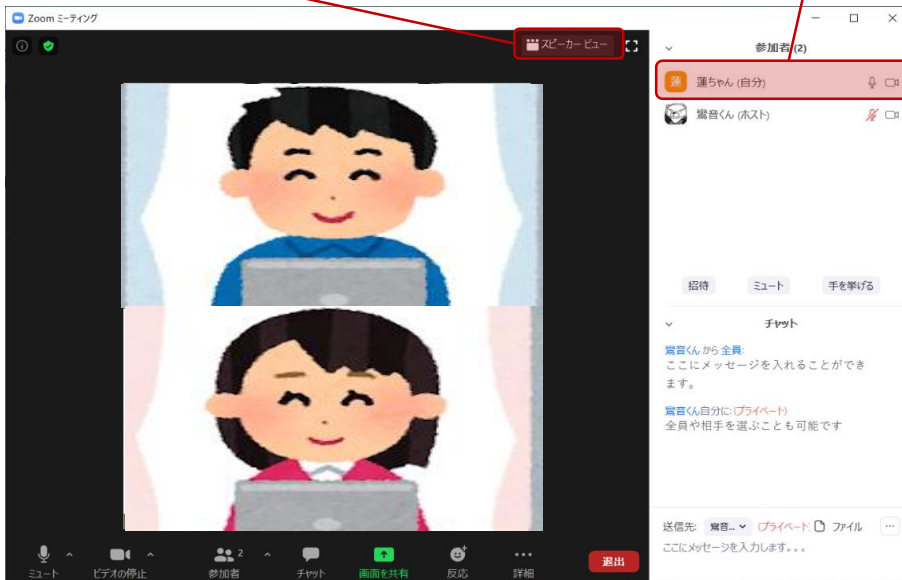 Zoom ミーティング
スピーカー ビュー
参加者 (2)
蓮
蓮ちゃん (自分)
鷽音くん (ホスト)
招待
ミュート
手を挙げる
チャット
鷽音くん から 全員:
ここにメッセージを入れることができ
ます。
鷽音くん自分に: (プライベート)
全員や相手を選ぶことも可能です
送信先:
(プライベート
ファイル
...
ここにメッセージを入力します。。。
ミュート
ビデオの停止
2
参加者
チャット
画面を共有
反応
詳細
退出